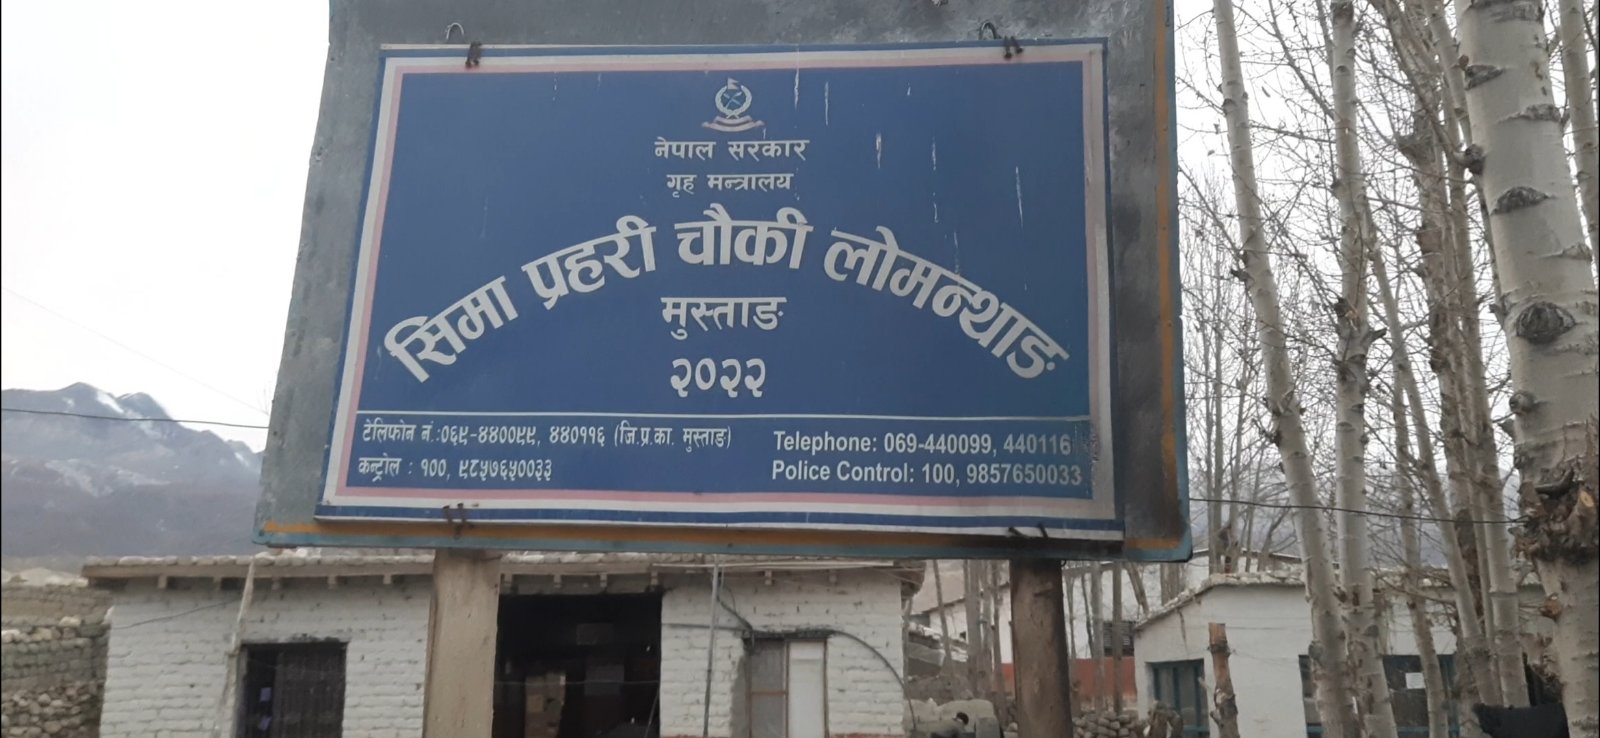 नेपाल सरकार
गृह मन्त्रालय
सिमा प्रहरी चौकी लोमन्थाङ
मुस्ताङ
२०२२
टेलिफोन नं.:०६९-४४००९९, ४४०११६ (जि.प्र.का. मुस्ताङ)
कन्ट्रोल : १००, ९८५७६५००३३
Telephone: 069-440099, 440116
Police Control: 100, 9857650033